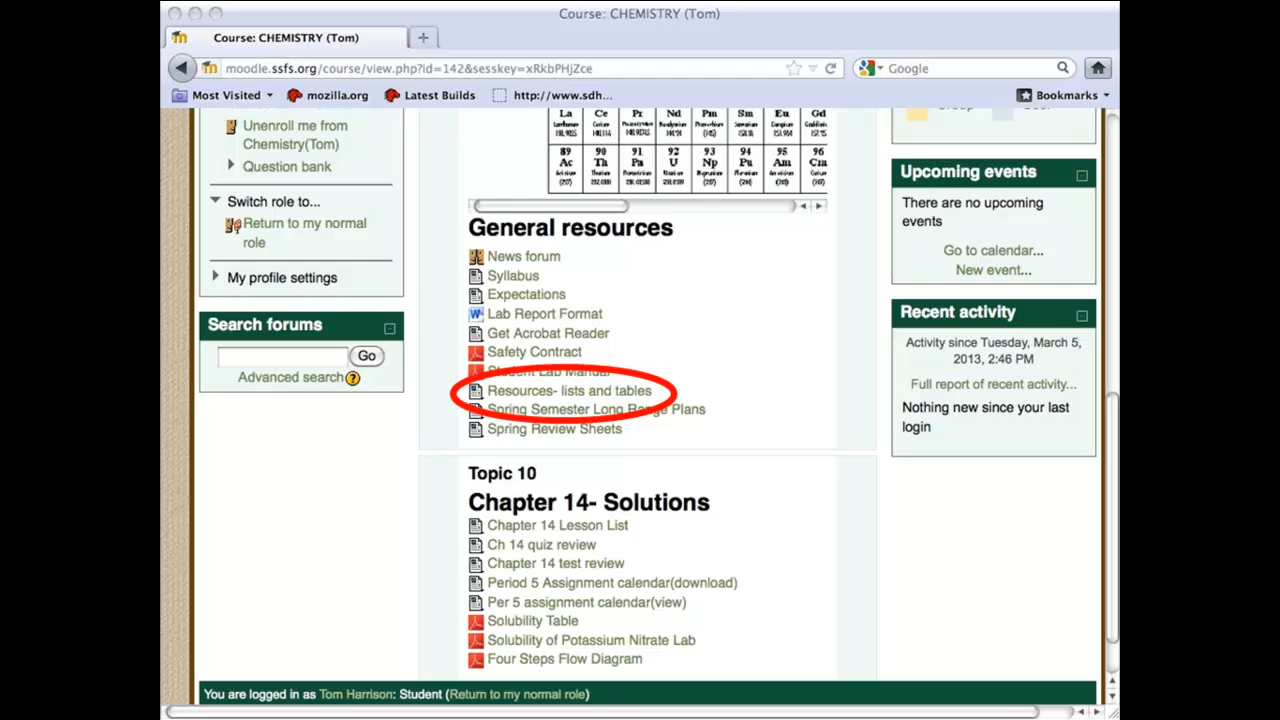 Course: CHEMISTRY (Tom)
Course: CHEMISTRY (Tom)
moodle.ssfs.org/course/view.php?id=142&sesskey=xRkbPHjZce
Google
Most Visited
mozilla.org
Latest Builds
http://www.sdh...
Bookmarks
Unenroll me from
Chemistry(Tom)
Question bank
Switch role to...
Return to my normal
role
My profile settings
Search forums
Go
Advanced search
La Ce Pr Nd Pm Sm Eu Gd
89 90 91 92 93 94 95 96
Ac Th Pa U Np Pu Am Cm
General resources
News forum
Syllabus
Expectations
Lab Report Format
Get Acrobat Reader
Safety Contract
Student Lab Manual
Resources- lists and tables
Spring Semester Long Range Plans
Spring Review Sheets
Topic 10
Chapter 14- Solutions
Chapter 14 Lesson List
Ch 14 quiz review
Chapter 14 test review
Period 5 Assignment calendar(download)
Per 5 assignment calendar(view)
Solubility Table
Solubility of Potassium Nitrate Lab
Four Steps Flow Diagram
Upcoming events
There are no upcoming
events
Go to calendar...
New event...
Recent activity
Activity since Tuesday, March 5,
2013, 2:46 PM
Full report of recent activity...
Nothing new since your last
login
You are logged in as Tom Harrison: Student (Return to my normal role)